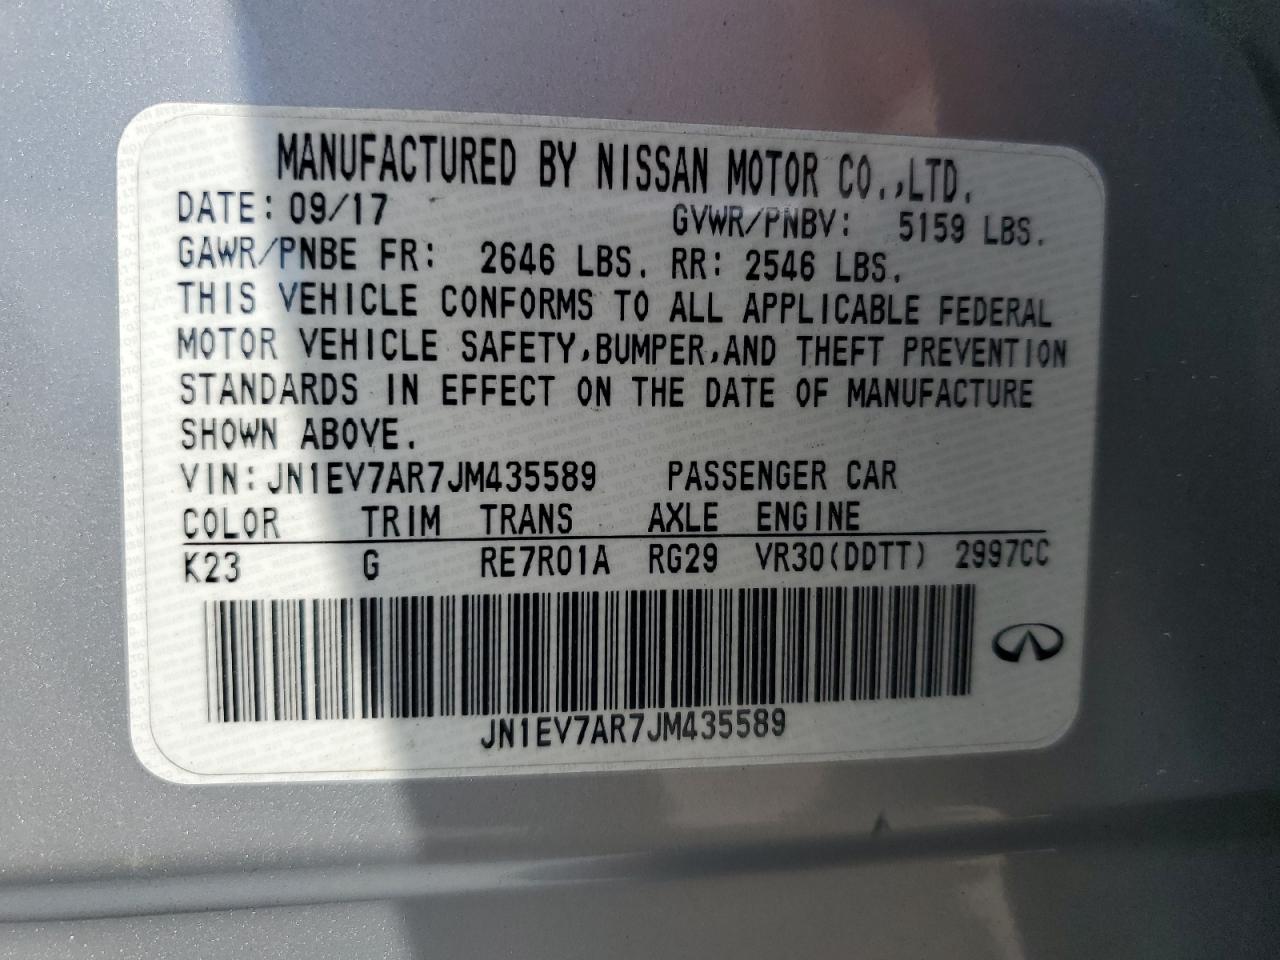 MANUFACTURED BY NISSAN MOTOR CO.,LTD.
DATE: 09/17 GVWR/PNBV: 5159 LBS.
GAWR/PNBE FR: 2646 LBS. RR: 2546 LBS.
THIS VEHICLE CONFORMS TO ALL APPLICABLE FEDERAL
MOTOR VEHICLE SAFETY,BUMPER,AND THEFT PREVENTION
STANDARDS IN EFFECT ON THE DATE OF MANUFACTURE
SHOWN ABOVE.
VIN:JN1EV7AR7JM435589 PASSENGER CAR
COLOR TRIM TRANS AXLE ENGINE
K23 G RE7R01A RG29 VR30(DDTT) 2997CC
JN1EV7AR7JM435589